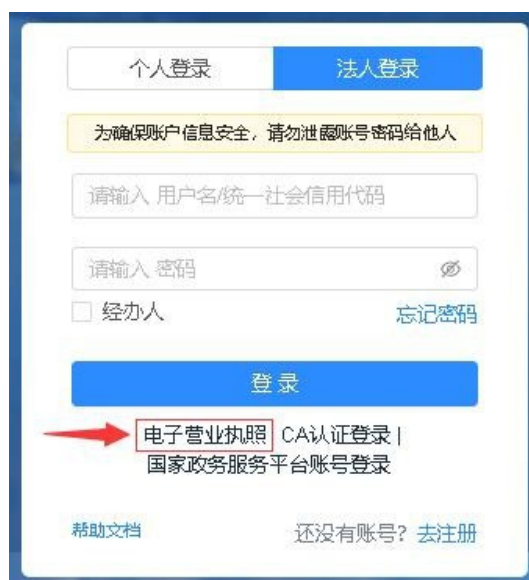 个人登录 法人登录
为确保账户信息安全，请勿泄露账号密码给他人
请输入 用户名/统一社会信用代码
请输入 密码
经办人 忘记密码
登录
电子营业执照 CA认证登录 |
国家政务服务平台账号登录
帮助文档 还没有账号? 去注册